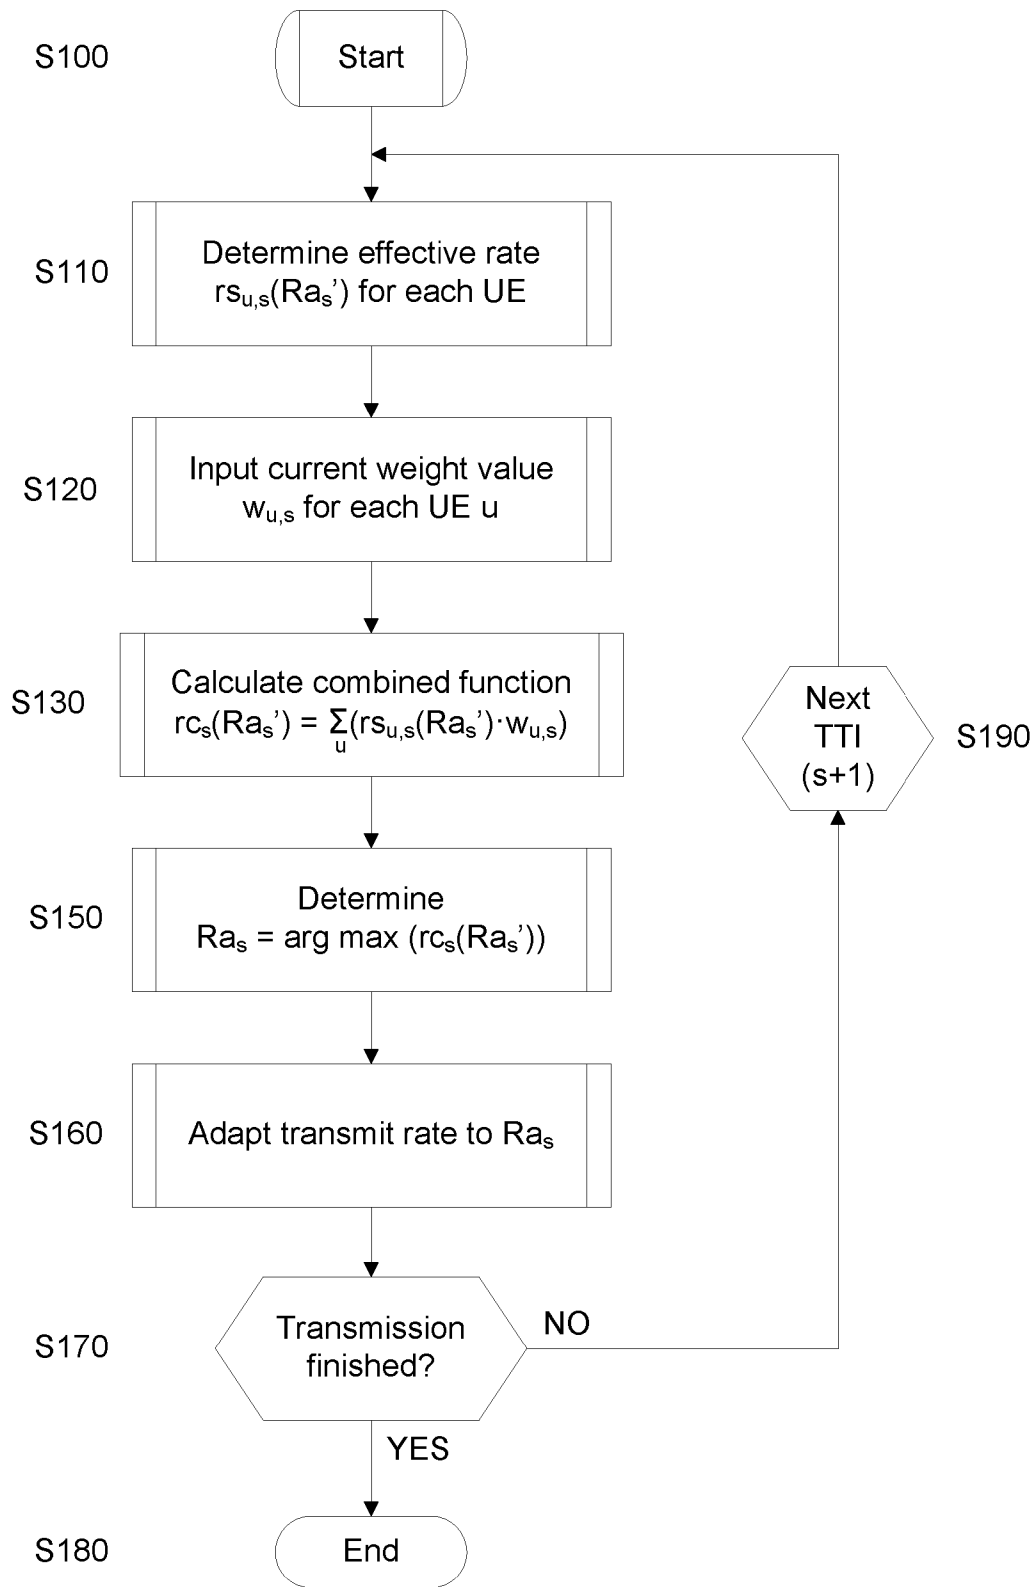 S100
Start
S110
Determine effective rate
rsᵤ,ₛ(Raₛ’) for each UE
S120
Input current weight value
wᵤ,ₛ for each UE u
S130
Calculate combined function
rcₛ(Raₛ’) = Σᵤ(rsᵤ,ₛ(Raₛ’)·wᵤ,ₛ)
Next
TTI
(s+1)
S190
S150
Determine
Raₛ = arg max (rcₛ(Raₛ’))
S160
Adapt transmit rate to Raₛ
S170
Transmission
finished?
NO
YES
S180
End